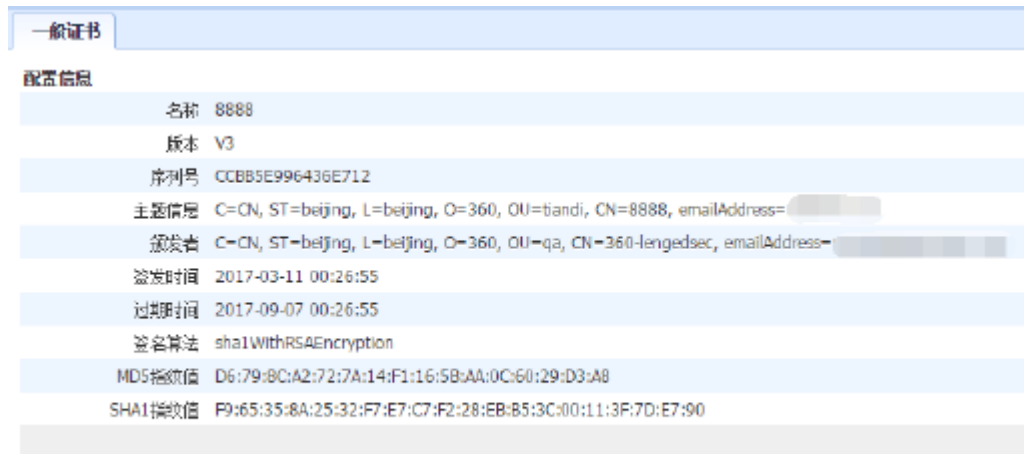 一般证书
配置信息
名称 8888
版本 V3
序列号 CCBB5E996436E712
主题信息 C=CN, ST=beijing, L=beijing, O=360, OU=tiandi, CN=8888, emailAddress=
颁发者 C=CN, ST=beijing, L=beijing, O=360, OU=qa, CN=360-lengedsec, emailAddress=
签发时间 2017-03-11 00:26:55
过期时间 2017-09-07 00:26:55
签名算法 sha1WithRSAEncryption
MD5指纹值 D6:79:8C:A2:72:7A:14:F1:16:5B:AA:0C:60:29:D3:A8
SHA1指纹值 F9:65:35:8A:25:32:F7:E7:C7:F2:28:EB:B5:3C:00:11:3F:7D:E7:90